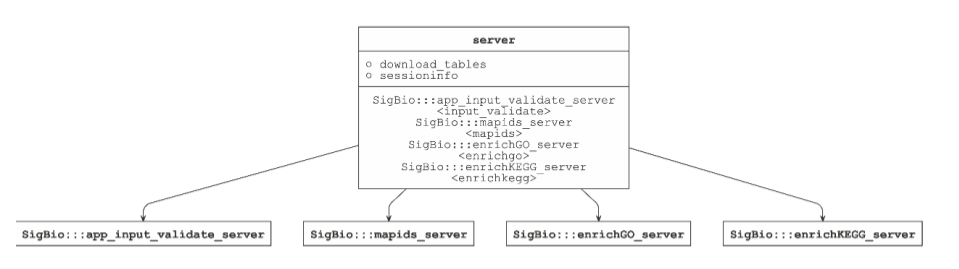 server
○ download_tables
○ sessioninfo
SigBio:::app_input_validate_server
<input_validate>
SigBio:::mapids_server
<mapids>
SigBio:::enrichGO_server
<enrichgo>
SigBio:::enrichKEGG_server
<enrichkegg>
SigBio:::app_input_validate_server
SigBio:::mapids_server
SigBio:::enrichGO_server
SigBio:::enrichKEGG_server